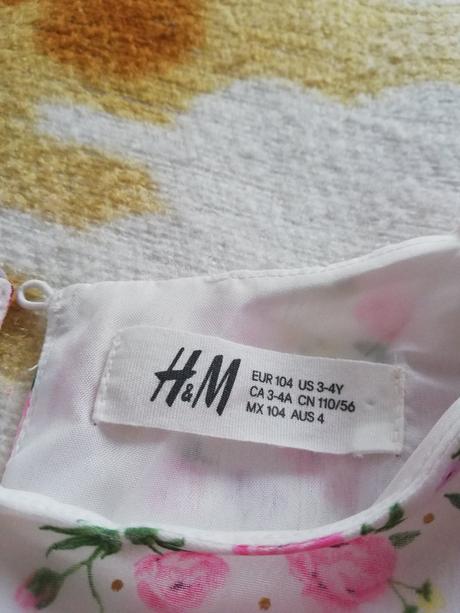 H&M
EUR 104 US 3-4Y
CA 3-4A CN 110/56
MX 104 AUS 4